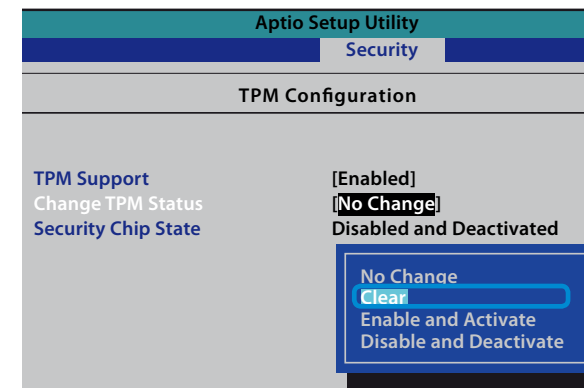 Aptio Setup Utility
Security
TPM Configuration
TPM Support [Enabled]
Change TPM Status [No Change]
Security Chip State Disabled and Deactivated
No Change
Clear
Enable and Activate
Disable and Deactivate